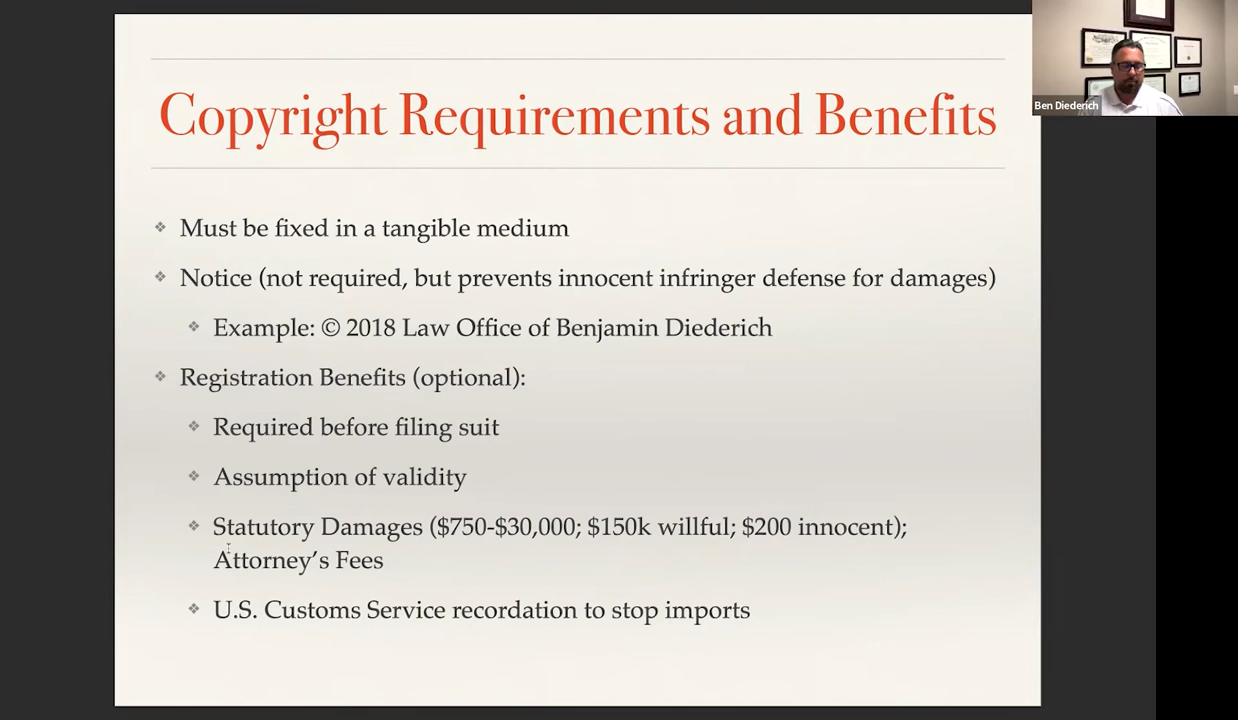 Copyright Requirements and Benefits
Must be fixed in a tangible medium
Notice (not required, but prevents innocent infringer defense for damages)
Example: © 2018 Law Office of Benjamin Diederich
Registration Benefits (optional):
Required before filing suit
Assumption of validity
Statutory Damages ($750-$30,000; $150k willful; $200 innocent);
Attorney’s Fees
U.S. Customs Service recordation to stop imports
Ben Diederich